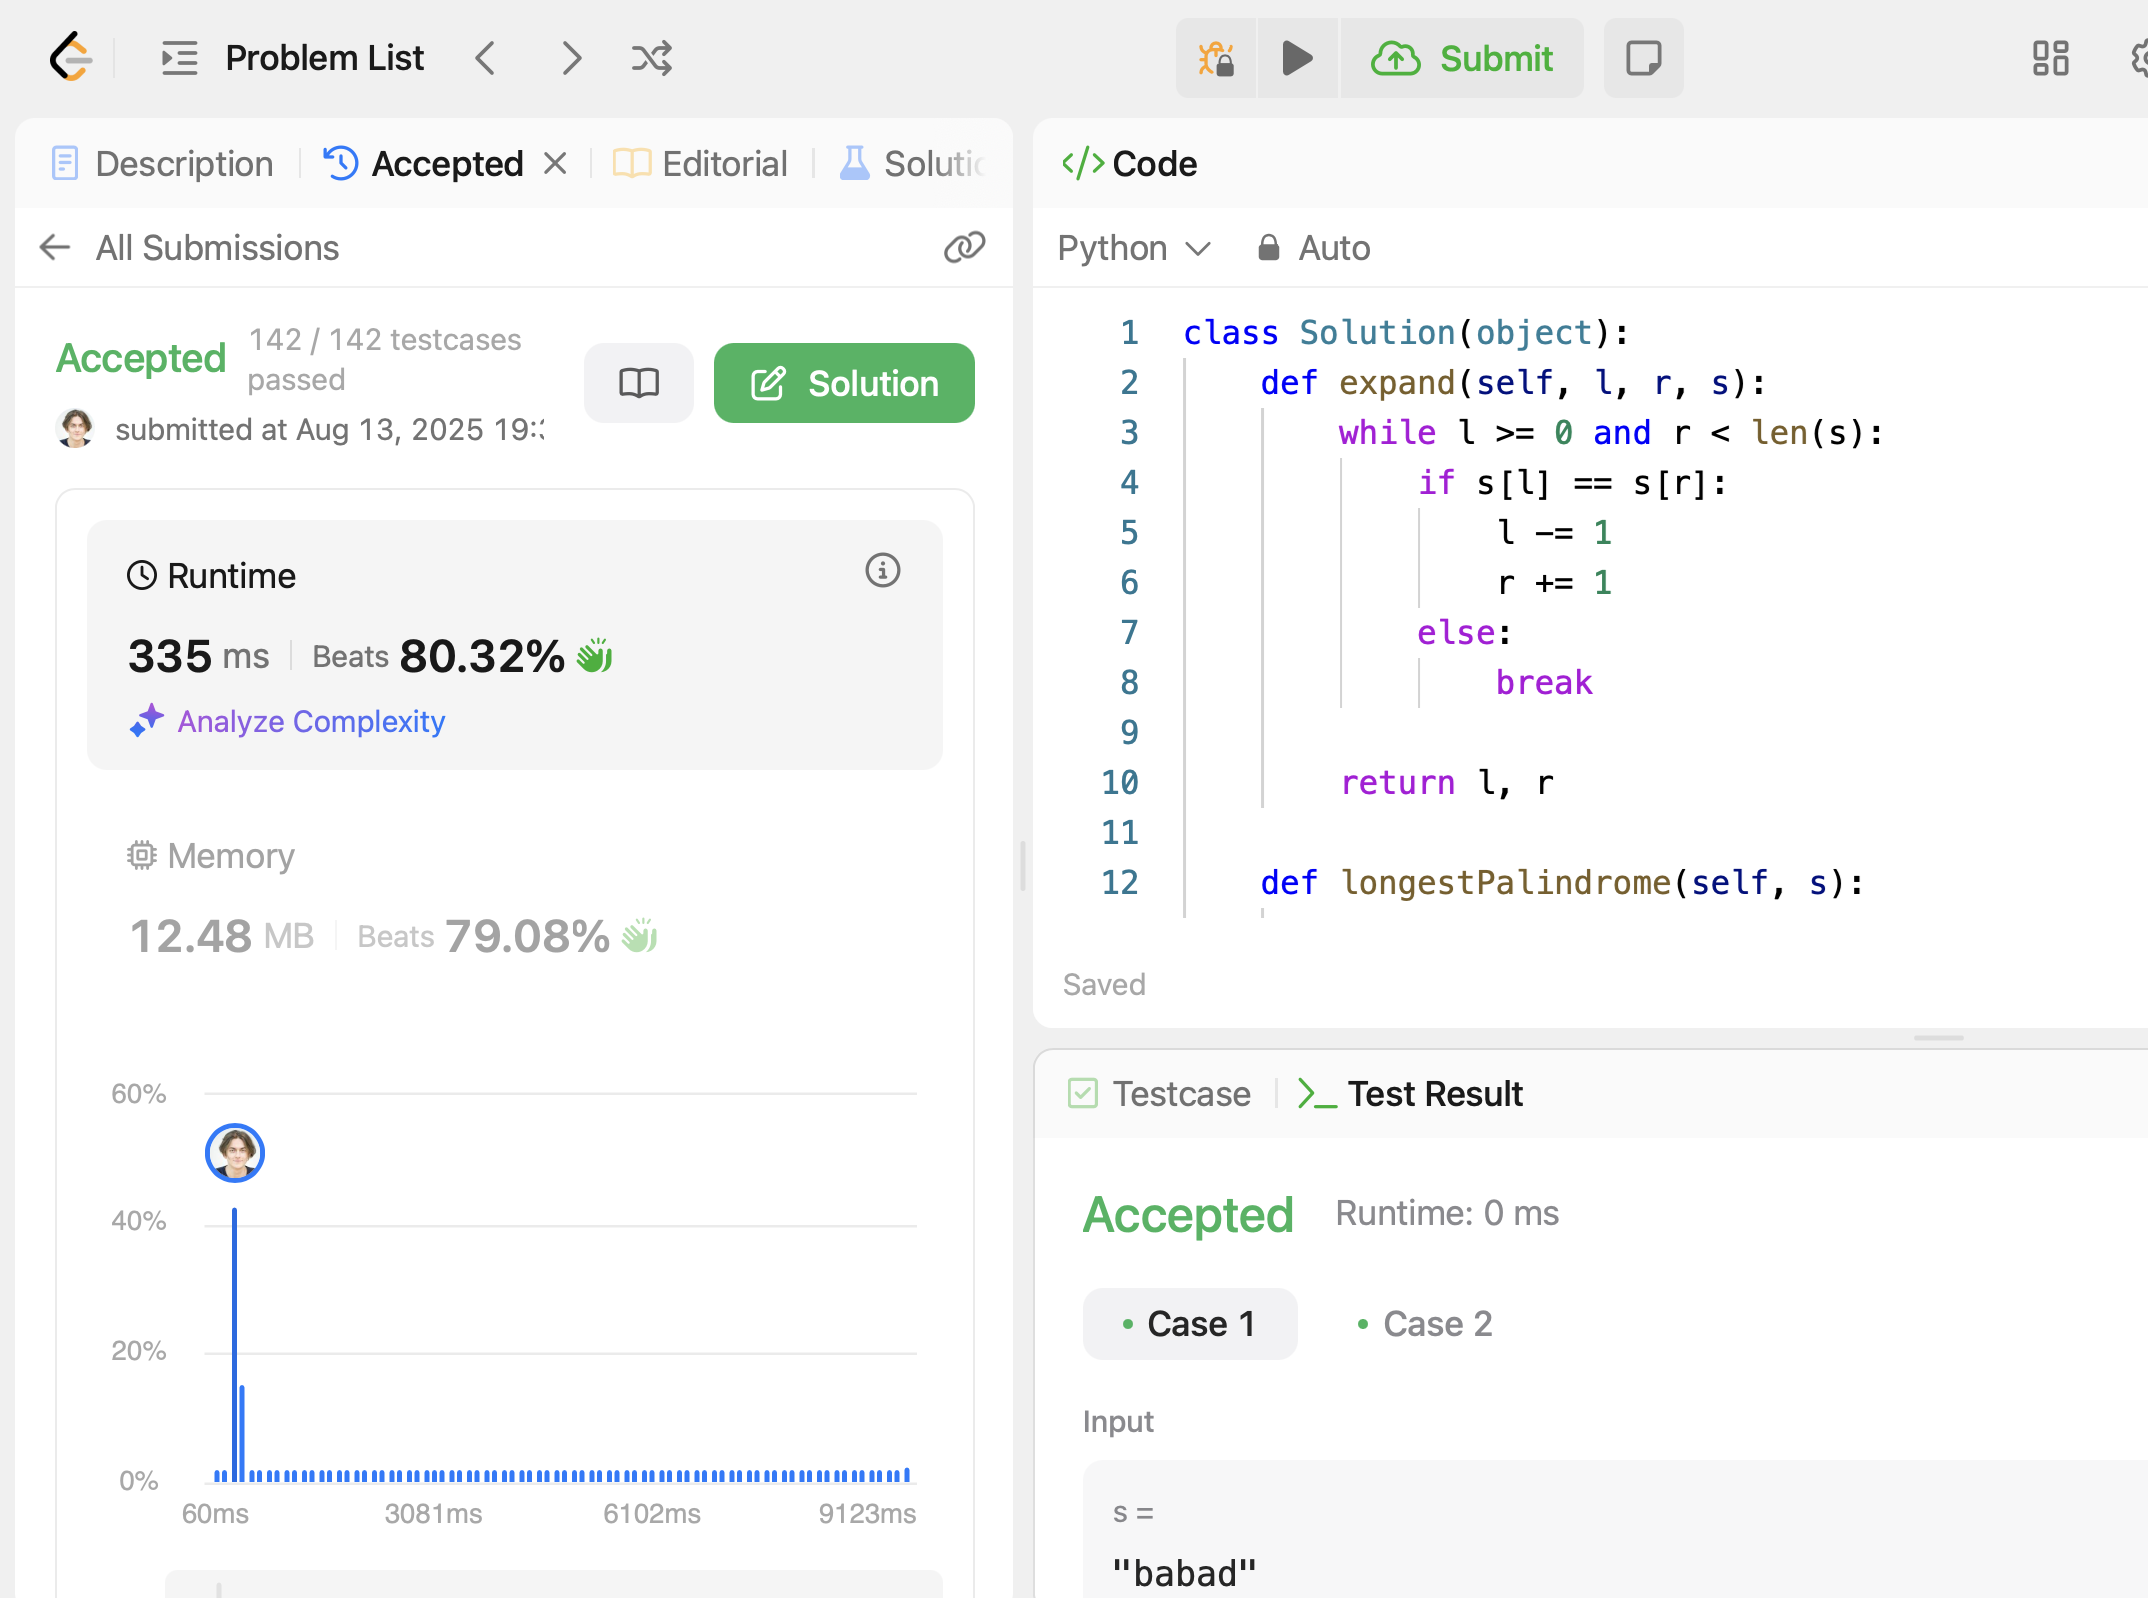 Problem List
Submit
Description
Accepted
Editorial
All Submissions
Accepted
142 / 142 testcases
passed
submitted at Aug 13, 2025
Solution
Runtime
335 ms
Beats 80.32%
Analyze Complexity
Memory
12.48 MB
Beats 79.08%
60%
40%
20%
0%
60ms
3081ms
6102ms
9123ms
Code
Python
Auto
1 class Solution(object):
2 def expand(self, l, r, s):
3 while l >= 0 and r < len(s):
4 if s[l] == s[r]:
5 l -= 1
6 r += 1
7 else:
8 break
9
10 return l, r
11
12 def longestPalindrome(self, s):
Saved
Testcase
Test Result
Accepted
Runtime: 0 ms
Case 1
Case 2
Input
s =
"babad"